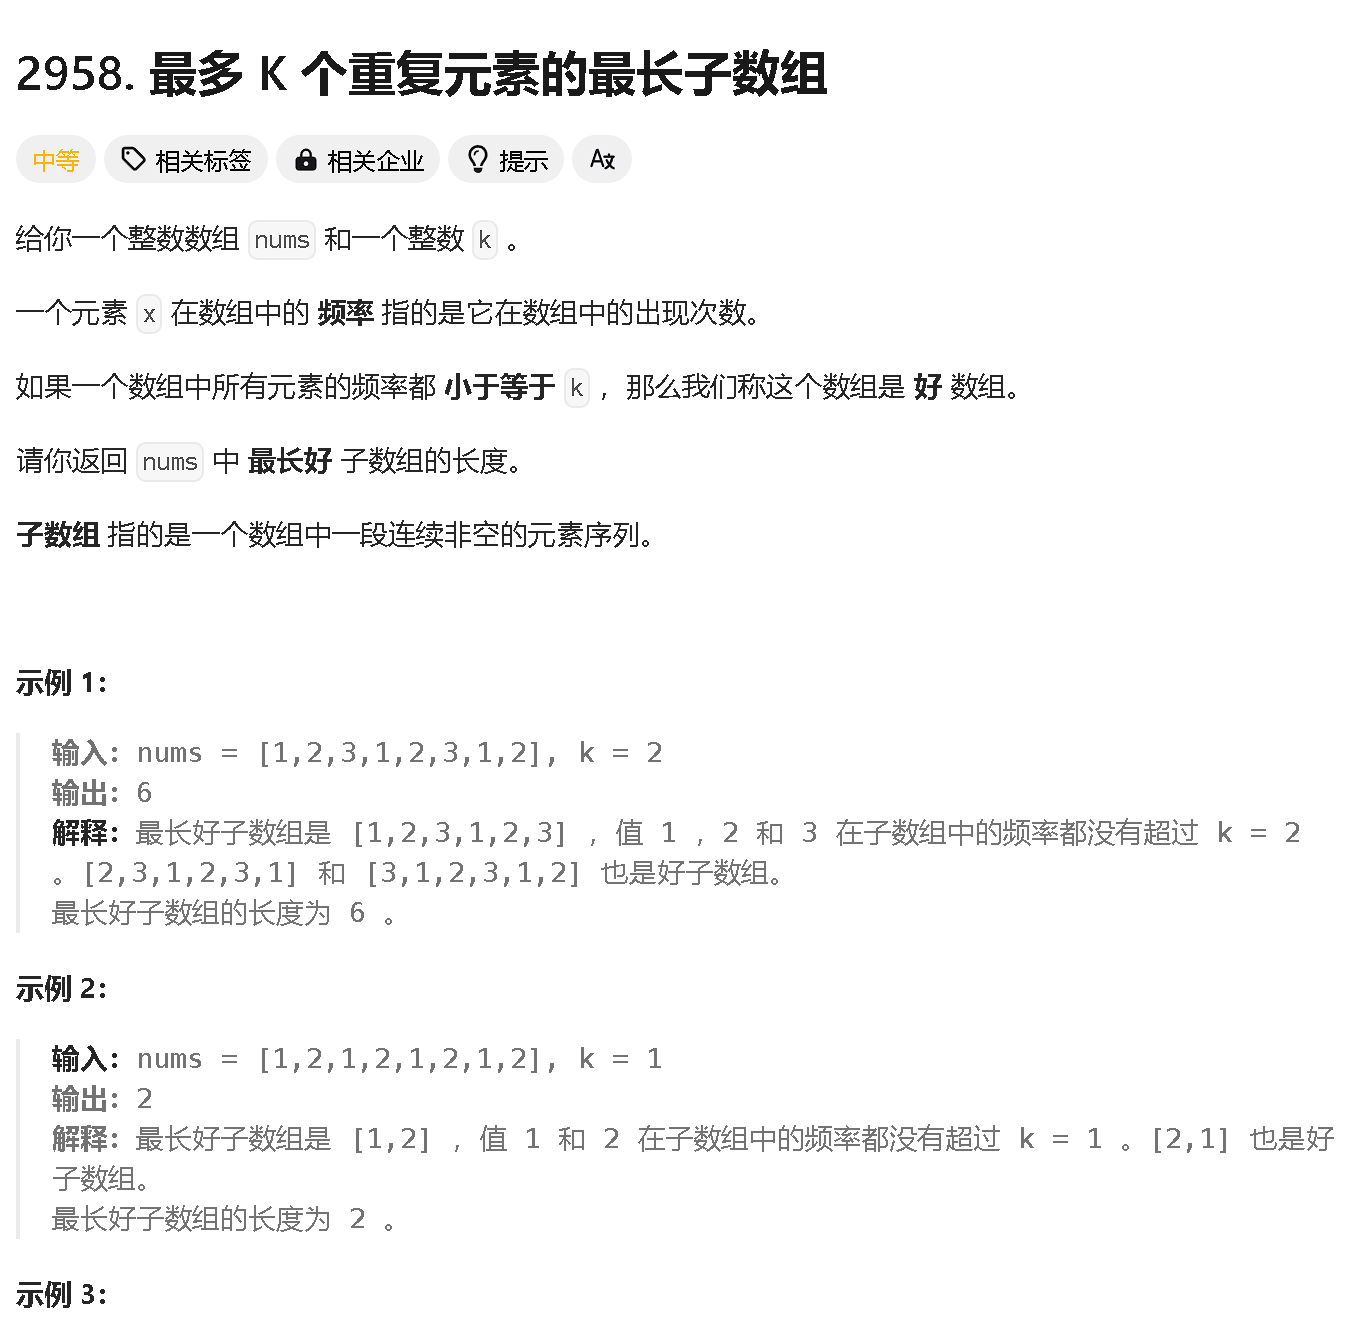 2958. 最多 K 个重复元素的最长子数组
中等 相关标签 相关企业 提示 A文
给你一个整数数组 nums 和一个整数 k 。
一个元素 x 在数组中的 频率 指的是它在数组中的出现次数。
如果一个数组中所有元素的频率都 小于等于 k ，那么我们称这个数组是 好 数组。
请你返回 nums 中 最长好 子数组的长度。
子数组 指的是一个数组中一段连续非空的元素序列。
示例 1：
输入：nums = [1,2,3,1,2,3,1,2], k = 2
输出：6
解释：最长好子数组是 [1,2,3,1,2,3] ，值 1 ，2 和 3 在子数组中的频率都没有超过 k = 2
。[2,3,1,2,3,1] 和 [3,1,2,3,1,2] 也是好子数组。
最长好子数组的长度为 6 。
示例 2：
输入：nums = [1,2,1,2,1,2,1,2], k = 1
输出：2
解释：最长好子数组是 [1,2] ，值 1 和 2 在子数组中的频率都没有超过 k = 1 。[2,1] 也是好
子数组。
最长好子数组的长度为 2 。
示例 3：